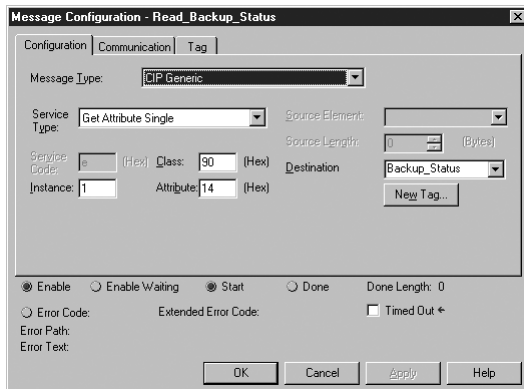 Message Configuration - Read_Backup_Status
Configuration Communication Tag
Message Type: CIP Generic
Service Type: Get Attribute Single
Source Element:
Source Length: 0 (Bytes)
Service Code: e (Hex) Class: 90 (Hex)
Destination Backup_Status
Instance: 1 Attribute: 14 (Hex)
New Tag...
Enable Enable Waiting Start Done Done Length: 0
Error Code: Extended Error Code: Timed Out ←
Error Path:
Error Text:
OK Cancel Apply Help